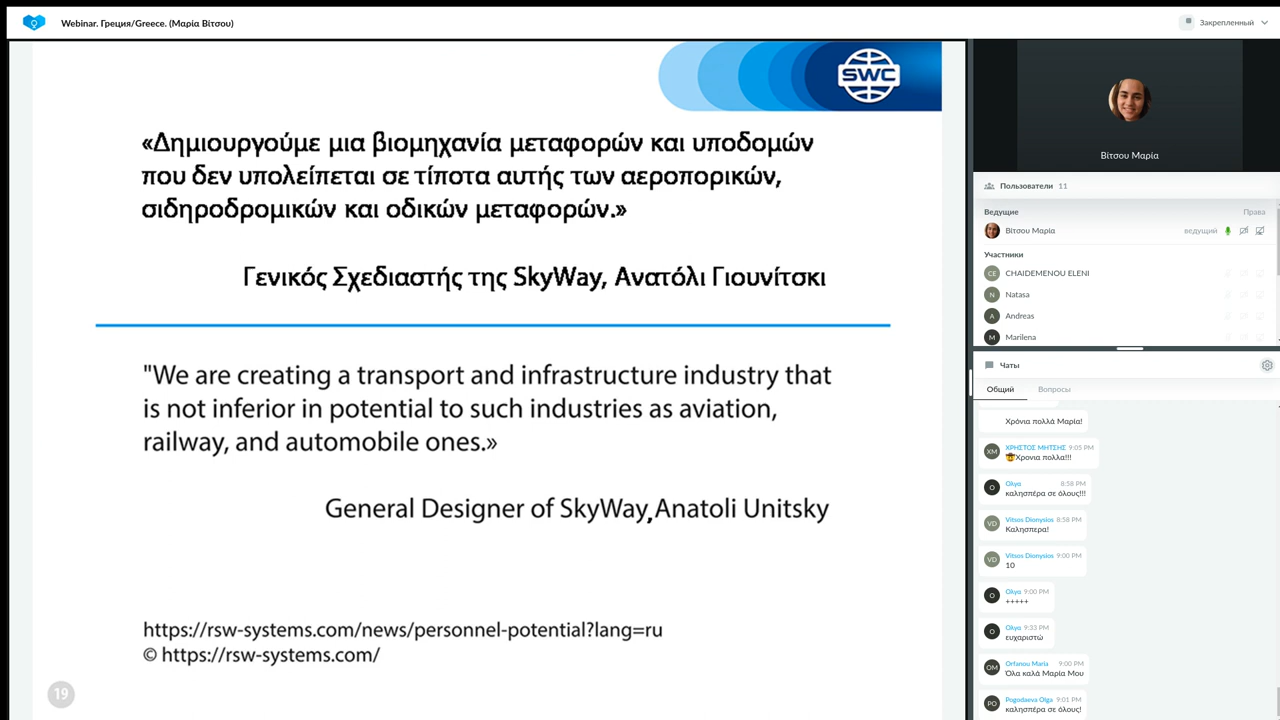 Webinar. Греция/Greece. (Μαρία Βίτσου)
Закрепленный
SWC
«Δημιουργούμε μια βιομηχανία μεταφορών και υποδομών
που δεν υπολείπεται σε τίποτα αυτής των αεροπορικών,
σιδηροδρομικών και οδικών μεταφορών.»
Γενικός Σχεδιαστής της SkyWay, Ανατόλι Γιουνίτσκι
"We are creating a transport and infrastructure industry that
is not inferior in potential to such industries as aviation,
railway, and automobile ones.»
General Designer of SkyWay,Anatoli Unitsky
https://rsw-systems.com/news/personnel-potential?lang=ru
© https://rsw-systems.com/
19
Βίτσου Μαρία
Пользователи 11
Ведущие Права
Βίτσου Μαρία ведущий
Участники
CE CHAIDEMENOU ELENI
N Natasa
A Andreas
M Marilena
Чаты
Общий Вопросы
Χρόνια πολλά Μαρία!
ΧΜ ΧΡΗΣΤΟΣ ΜΗΤΣΗΣ 9:05 PM
Χρονια πολλα!!!
O Olya 8:58 PM
καλησπέρα σε όλους!!!
VD Vitsos Dionysios 8:58 PM
Καλησπερα!
VD Vitsos Dionysios 9:00 PM
10
O Olya 9:00 PM
+++++
O Olya 9:33 PM
ευχαριστώ
OM Orfanou Maria 9:00 PM
Όλα καλά Μαρία Μου
PO Pogodaeva Olga 9:01 PM
καλησπέρα σε όλους!